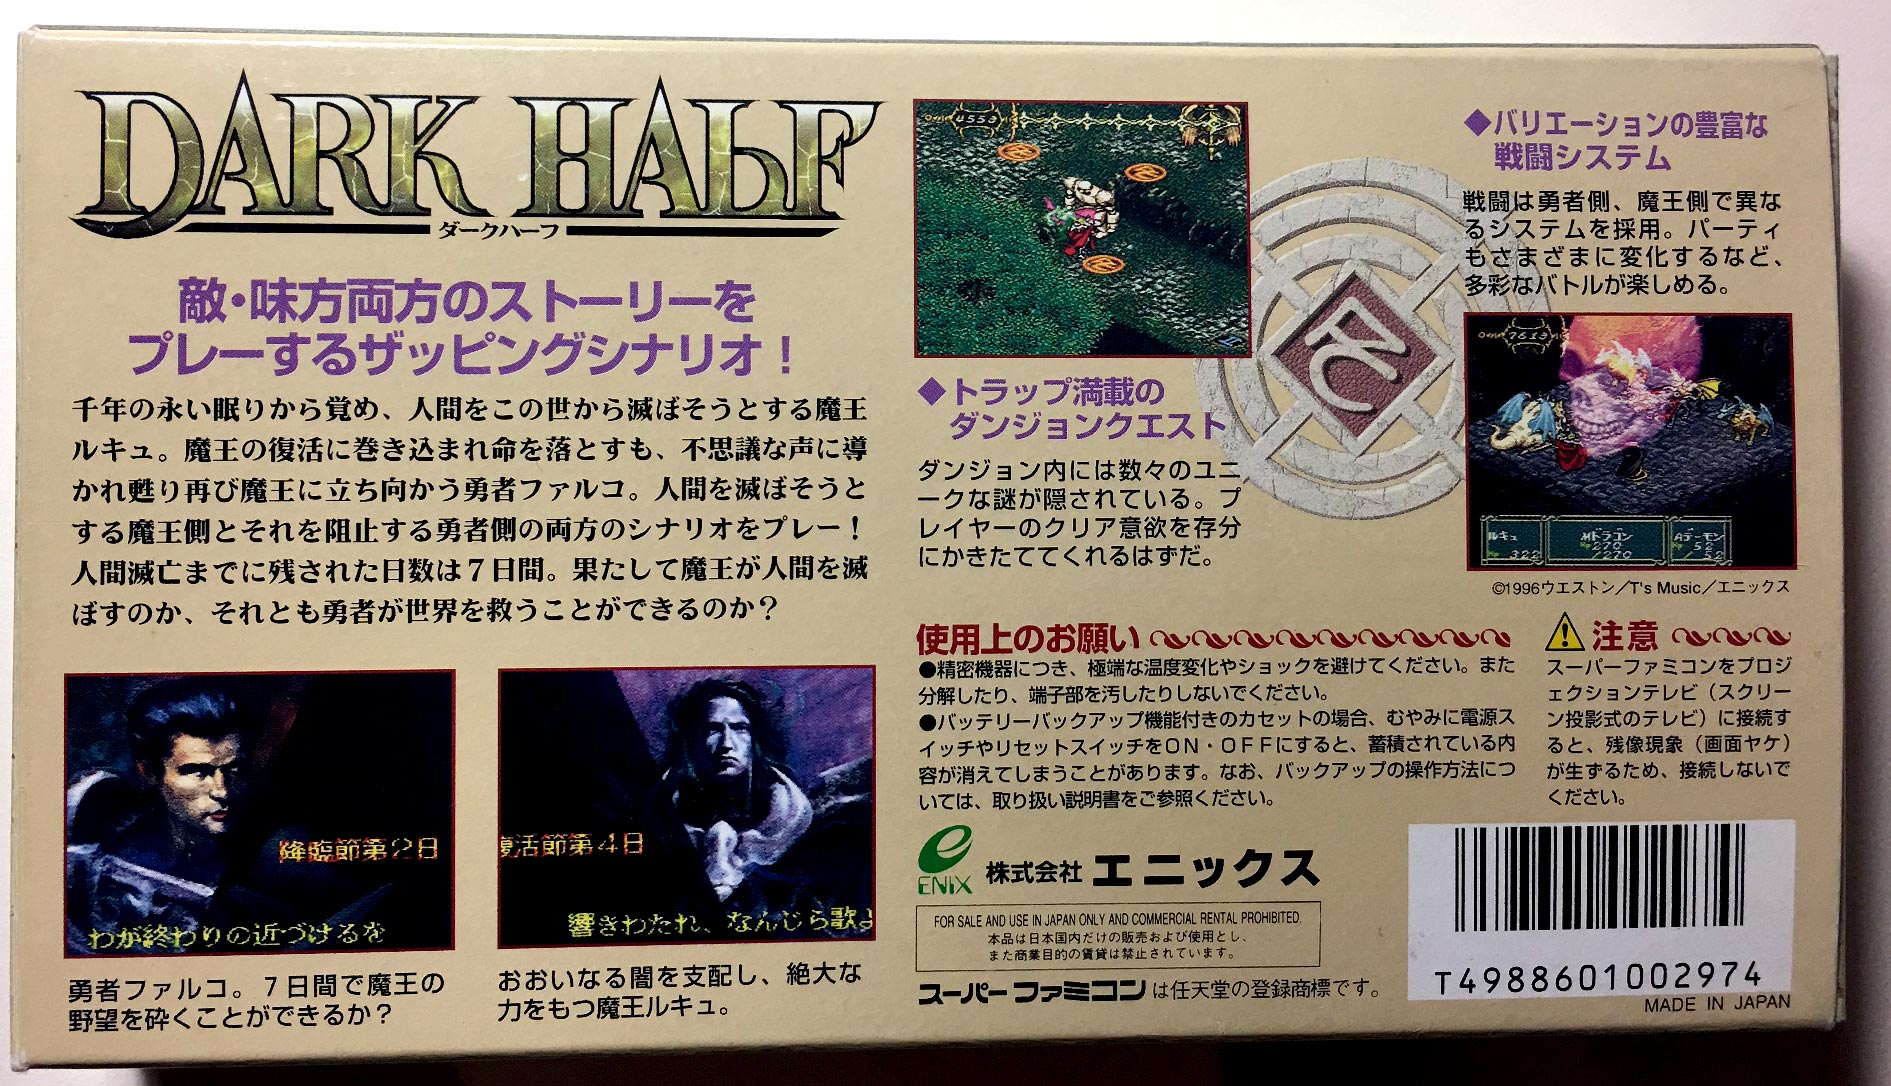 DARK HALF
ダークハーフ
敵・味方両方のストーリーを
プレーするザッピングシナリオ！
千年の永い眠りから覚め、人間をこの世から滅ぼそうとする魔王
ルキュ。魔王の復活に巻き込まれ命を落とすも、不思議な声に導
かれ甦り再び魔王に立ち向かう勇者ファルコ。人間を滅ぼそうと
する魔王側とそれを阻止する勇者側の両方のシナリオをプレー！
人間滅亡までに残された日数は７日間。果たして魔王が人間を滅
ぼすのか、それとも勇者が世界を救うことができるのか？
降臨節第２日
わが終わりの近づけるを
勇者ファルコ。７日間で魔王の
野望を砕くことができるか？
復活節第４日
響きわたれ、なんじら歌よ
おおいなる闇を支配し、絶大な
力をもつ魔王ルキュ。
4553
◆トラップ満載の
ダンジョンクエスト
ダンジョン内には数々のユニ
ークな謎が隠されている。プ
レイヤーのクリア意欲を存分
にかきたててくれるはずだ。
◆バリエーションの豊富な
戦闘システム
戦闘は勇者側、魔王側で異な
るシステムを採用。パーティ
もさまざまに変化するなど、
多彩なバトルが楽しめる。
7613
ルキュ
322
Mドラゴン
270
270
Aデーモン
52
52
©1996ウエストン／T's Music／エニックス
使用上のお願い
●精密機器につき、極端な温度変化やショックを避けてください。また
分解したり、端子部を汚したりしないでください。
●バッテリーバックアップ機能付きのカセットの場合、むやみに電源ス
イッチやリセットスイッチをＯＮ・ＯＦＦにすると、蓄積されている内
容が消えてしまうことがあります。なお、バックアップの操作方法につ
いては、取り扱い説明書をご参照ください。
注意
スーパーファミコンをプロジ
ェクションテレビ（スクリー
ン投影式のテレビ）に接続す
ると、残像現象（画面ヤケ）
が生ずるため、接続しないで
ください。
ENIX 株式会社 エニックス
FOR SALE AND USE IN JAPAN ONLY AND COMMERCIAL RENTAL PROHIBITED.
本品は日本国内だけの販売および使用とし、
また商業目的の賃貸は禁止されています。
スーパーファミコンは任天堂の登録商標です。
T4988601002974
MADE IN JAPAN